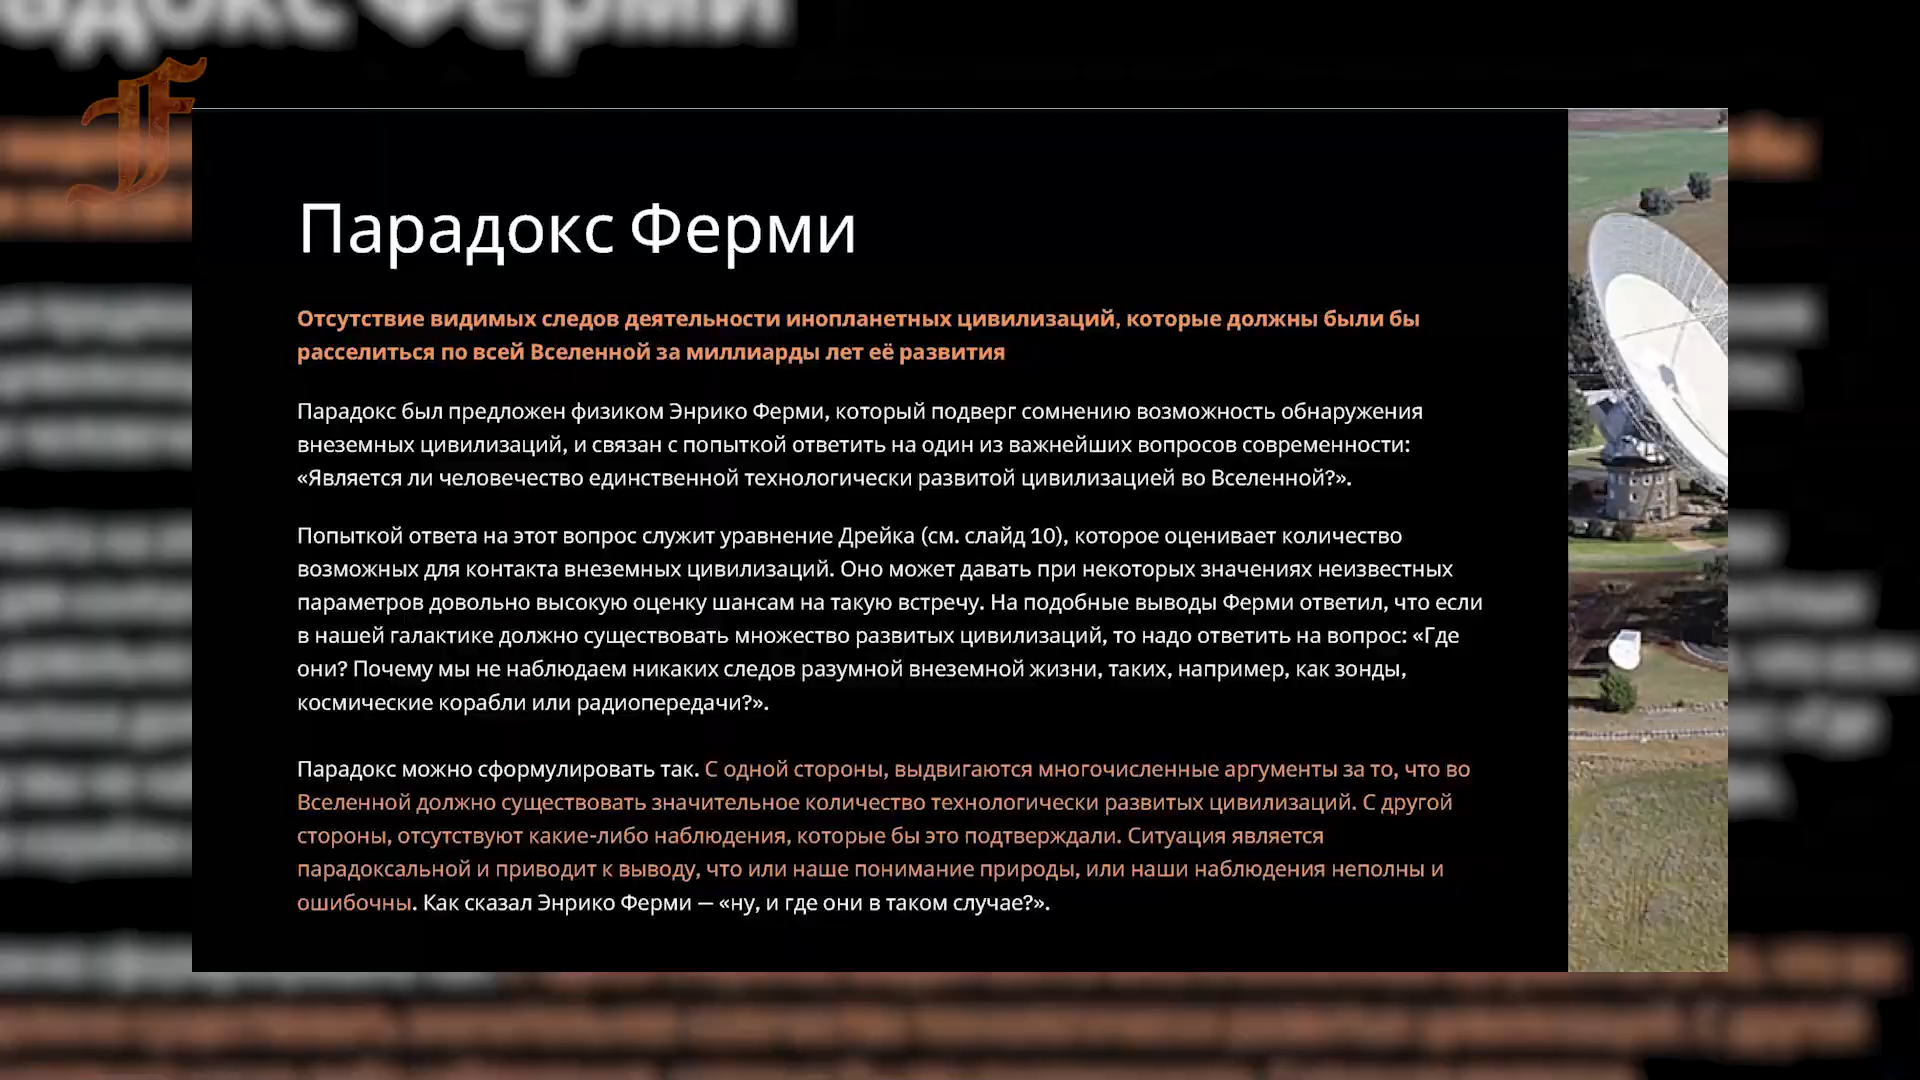 Парадокс Ферми
Отсутствие видимых следов деятельности инопланетных цивилизаций, которые должны были бы
расселиться по всей Вселенной за миллиарды лет её развития
Парадокс был предложен физиком Энрико Ферми, который подверг сомнению возможность обнаружения
внеземных цивилизаций, и связан с попыткой ответить на один из важнейших вопросов современности:
«Является ли человечество единственной технологически развитой цивилизацией во Вселенной?».
Попыткой ответа на этот вопрос служит уравнение Дрейка (см. слайд 10), которое оценивает количество
возможных для контакта внеземных цивилизаций. Оно может давать при некоторых значениях неизвестных
параметров довольно высокую оценку шансам на такую встречу. На подобные выводы Ферми ответил, что если
в нашей галактике должно существовать множество развитых цивилизаций, то надо ответить на вопрос: «Где
они? Почему мы не наблюдаем никаких следов разумной внеземной жизни, таких, например, как зонды,
космические корабли или радиопередачи?».
Парадокс можно сформулировать так. С одной стороны, выдвигаются многочисленные аргументы за то, что во
Вселенной должно существовать значительное количество технологически развитых цивилизаций. С другой
стороны, отсутствуют какие-либо наблюдения, которые бы это подтверждали. Ситуация является
парадоксальной и приводит к выводу, что или наше понимание природы, или наши наблюдения неполны и
ошибочны. Как сказал Энрико Ферми — «ну, и где они в таком случае?».